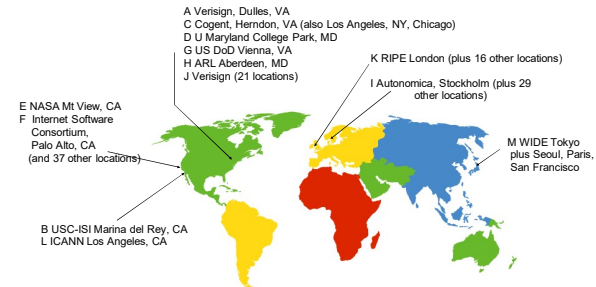 A Verisign, Dulles, VA
C Cogent, Herndon, VA (also Los Angeles, NY, Chicago)
D U Maryland College Park, MD
G US DoD Vienna, VA
H ARL Aberdeen, MD
J Verisign (21 locations)
K RIPE London (plus 16 other locations)
I Autonomica, Stockholm (plus 29
other locations)
E NASA Mt View, CA
F Internet Software
Consortium,
Palo Alto, CA
(and 37 other locations)
M WIDE Tokyo
plus Seoul, Paris,
San Francisco
B USC-ISI Marina del Rey, CA
L ICANN Los Angeles, CA